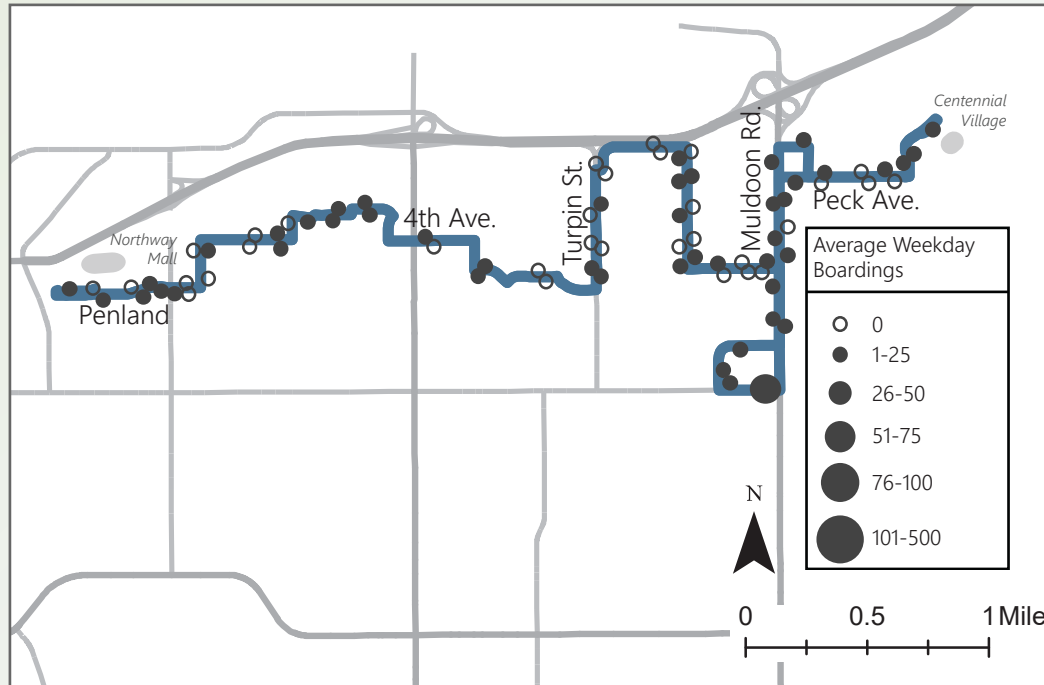 Centennial
Village
Muldoon Rd.
Turpin St.
Peck Ave.
4th Ave.
Northway
Mall
Penland
Average Weekday
Boardings
0
1-25
26-50
51-75
76-100
101-500
N
0 0.5 1 Mile